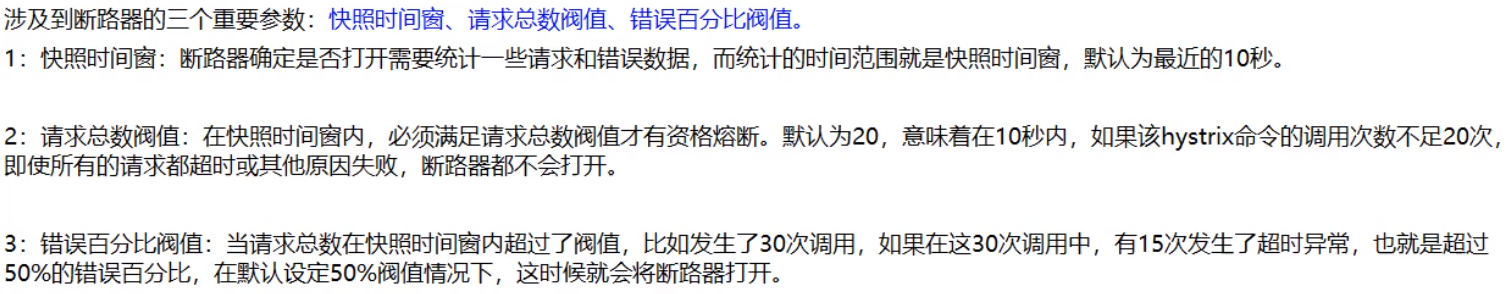 涉及到断路器的三个重要参数：快照时间窗、请求总数阀值、错误百分比阀值。
1：快照时间窗：断路器确定是否打开需要统计一些请求和错误数据，而统计的时间范围就是快照时间窗，默认为最近的10秒。
2：请求总数阀值：在快照时间窗内，必须满足请求总数阀值才有资格熔断。默认为20，意味着在10秒内，如果该hystrix命令的调用次数不足20次，
即使所有的请求都超时或其他原因失败，断路器都不会打开。
3：错误百分比阀值：当请求总数在快照时间窗内超过了阀值，比如发生了30次调用，如果在这30次调用中，有15次发生了超时异常，也就是超过
50%的错误百分比，在默认设定50%阀值情况下，这时候就会将断路器打开。